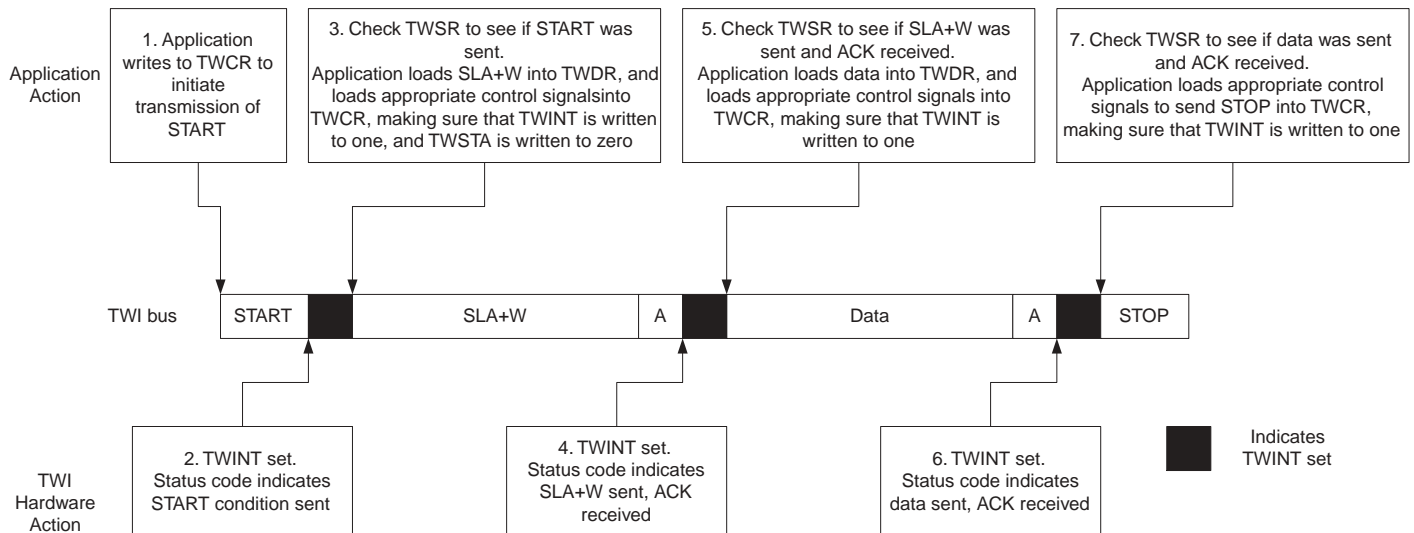 Application
Action
1. Application
writes to TWCR to
initiate
transmission of
START
3. Check TWSR to see if START was
sent.
Application loads SLA+W into TWDR, and
loads appropriate control signalsinto
TWCR, making sure that TWINT is written
to one, and TWSTA is written to zero
5. Check TWSR to see if SLA+W was
sent and ACK received.
Application loads data into TWDR, and
loads appropriate control signals into
TWCR, making sure that TWINT is
written to one
7. Check TWSR to see if data was sent
and ACK received.
Application loads appropriate control
signals to send STOP into TWCR,
making sure that TWINT is written to one
TWI bus
START
SLA+W
A
Data
A
STOP
TWI
Hardware
Action
2. TWINT set.
Status code indicates
START condition sent
4. TWINT set.
Status code indicates
SLA+W sent, ACK
received
6. TWINT set.
Status code indicates
data sent, ACK received
Indicates
TWINT set